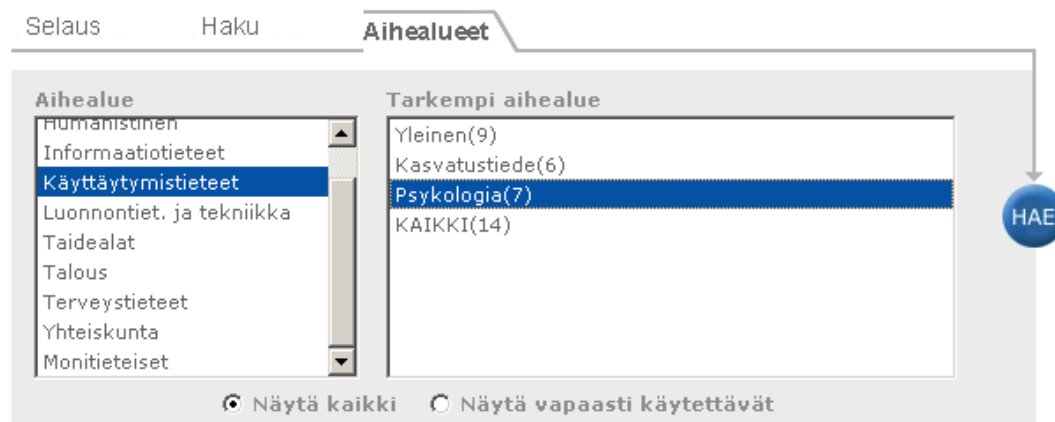 Selaus
Haku
Aihealueet
Aihealue
Humanistinen
Informaatiotieteet
Käyttäytymistieteet
Luonnontiet. ja tekniikka
Taidealat
Talous
Terveystieteet
Yhteiskunta
Monitieteiset
Tarkempi aihealue
Yleinen(9)
Kasvatustiede(6)
Psykologia(7)
KAIKKI(14)
HAE
Näytä kaikki
Näytä vapaasti käytettävät